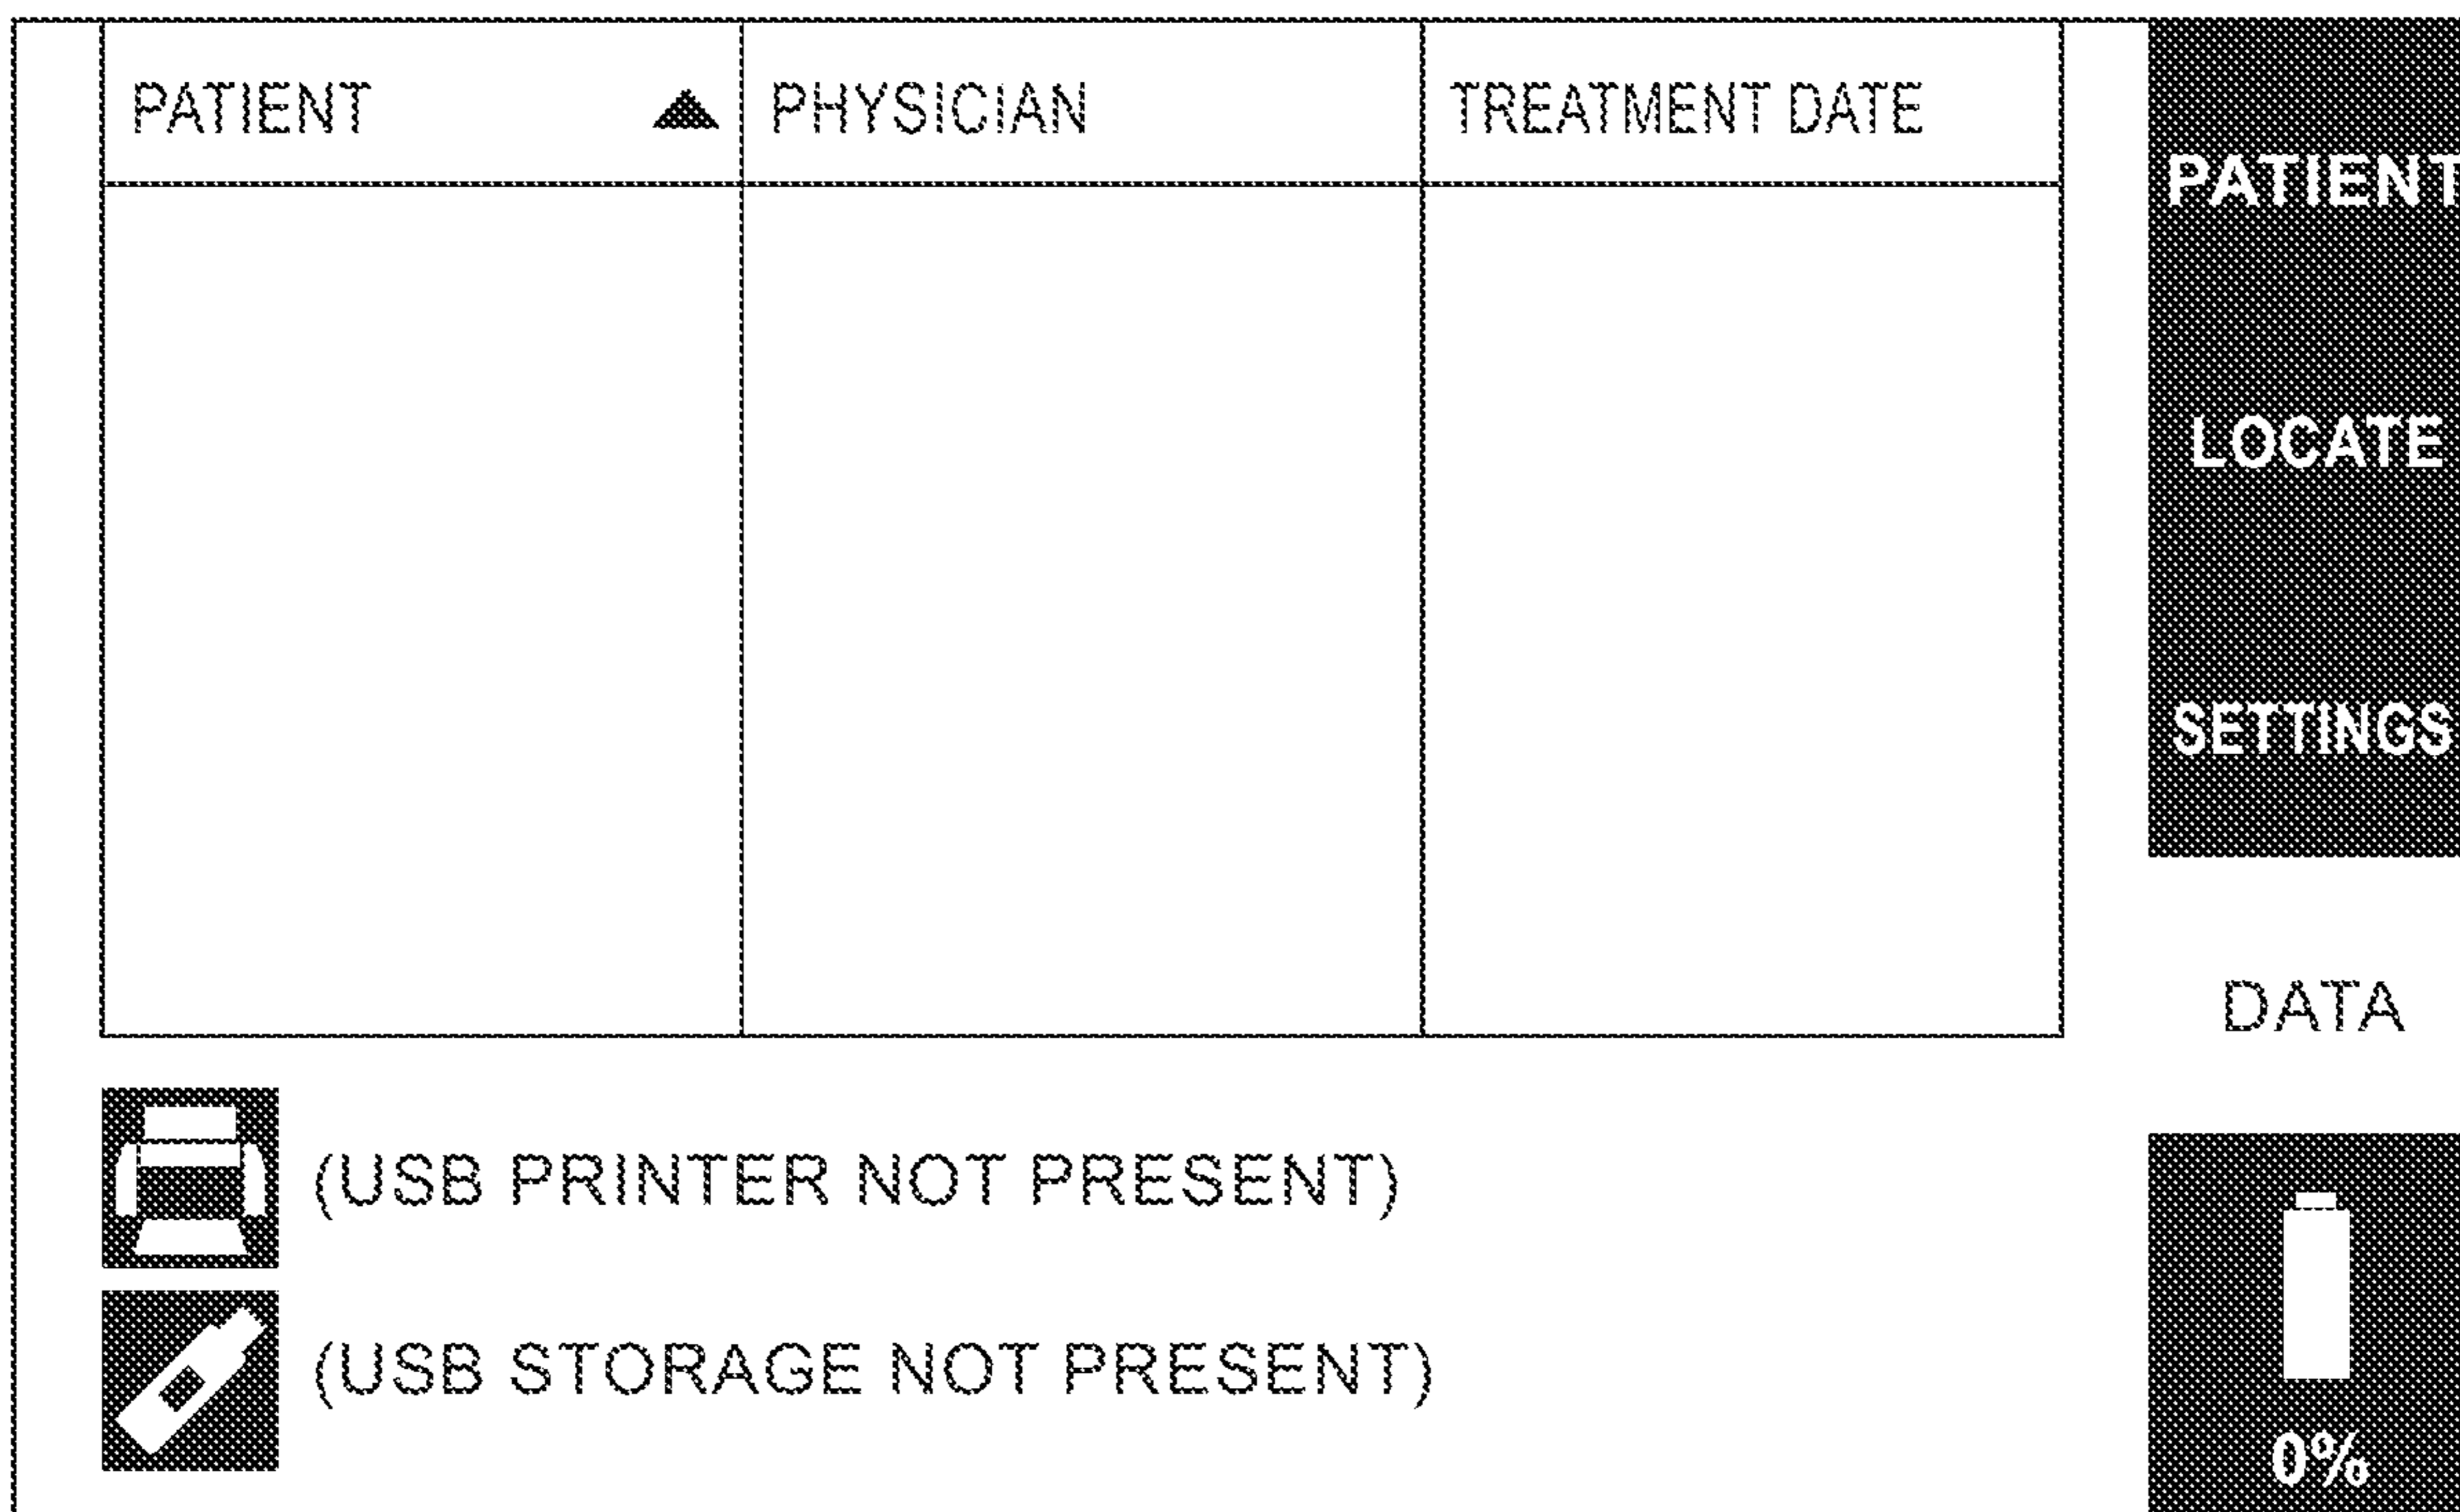 PATIENT ▲ PHYSICIAN TREATMENT DATE
PATIENT
LOCATE
SETTINGS
DATA
(USB PRINTER NOT PRESENT)
(USB STORAGE NOT PRESENT)
0%